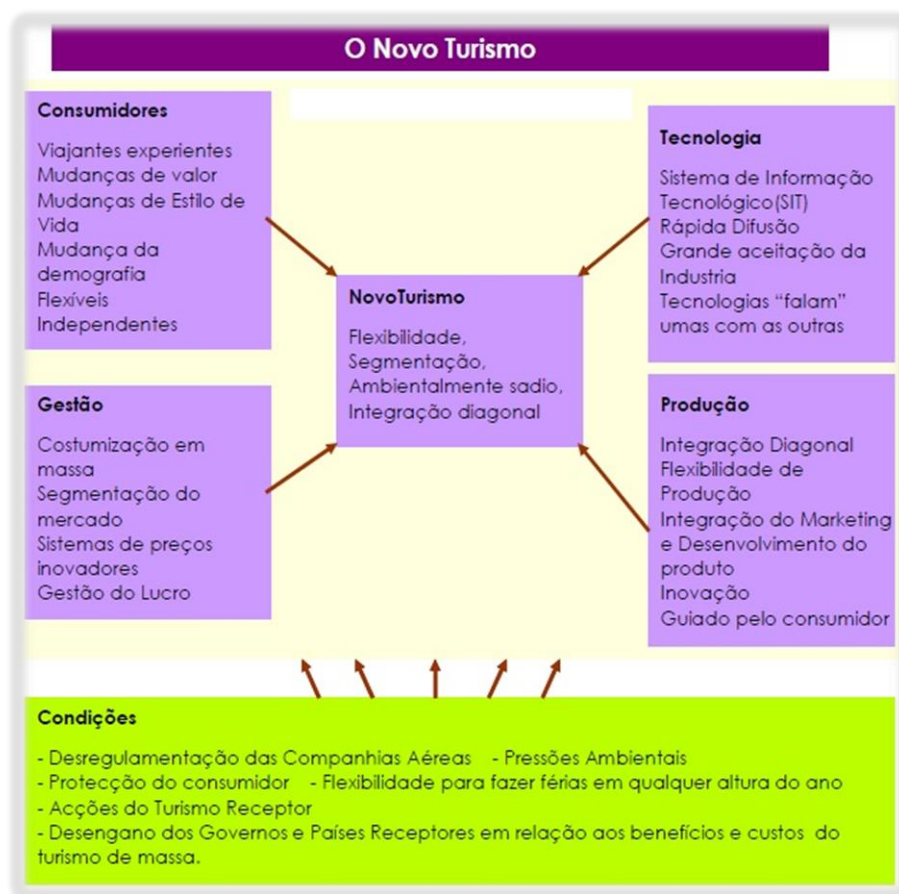 O Novo Turismo
Consumidores
Viajantes experientes
Mudanças de valor
Mudanças de Estilo de
Vida
Mudança da
demografia
Flexíveis
Independentes
Tecnologia
Sistema de Informação
Tecnológico(SIT)
Rápida Difusão
Grande aceitação da
Industria
Tecnologias “falam”
umas com as outras
NovoTurismo
Flexibilidade,
Segmentação,
Ambientalmente sadio,
Integração diagonal
Gestão
Costumização em
massa
Segmentação do
mercado
Sistemas de preços
inovadores
Gestão do Lucro
Produção
Integração Diagonal
Flexibilidade de
Produção
Integração do Marketing
e Desenvolvimento do
produto
Inovação
Guiado pelo consumidor
Condições
- Desregulamentação das Companhias Aéreas - Pressões Ambientais
- Protecção do consumidor - Flexibilidade para fazer férias em qualquer altura do ano
- Acções do Turismo Receptor
- Desengano dos Governos e Países Receptores em relação aos benefícios e custos do
turismo de massa.